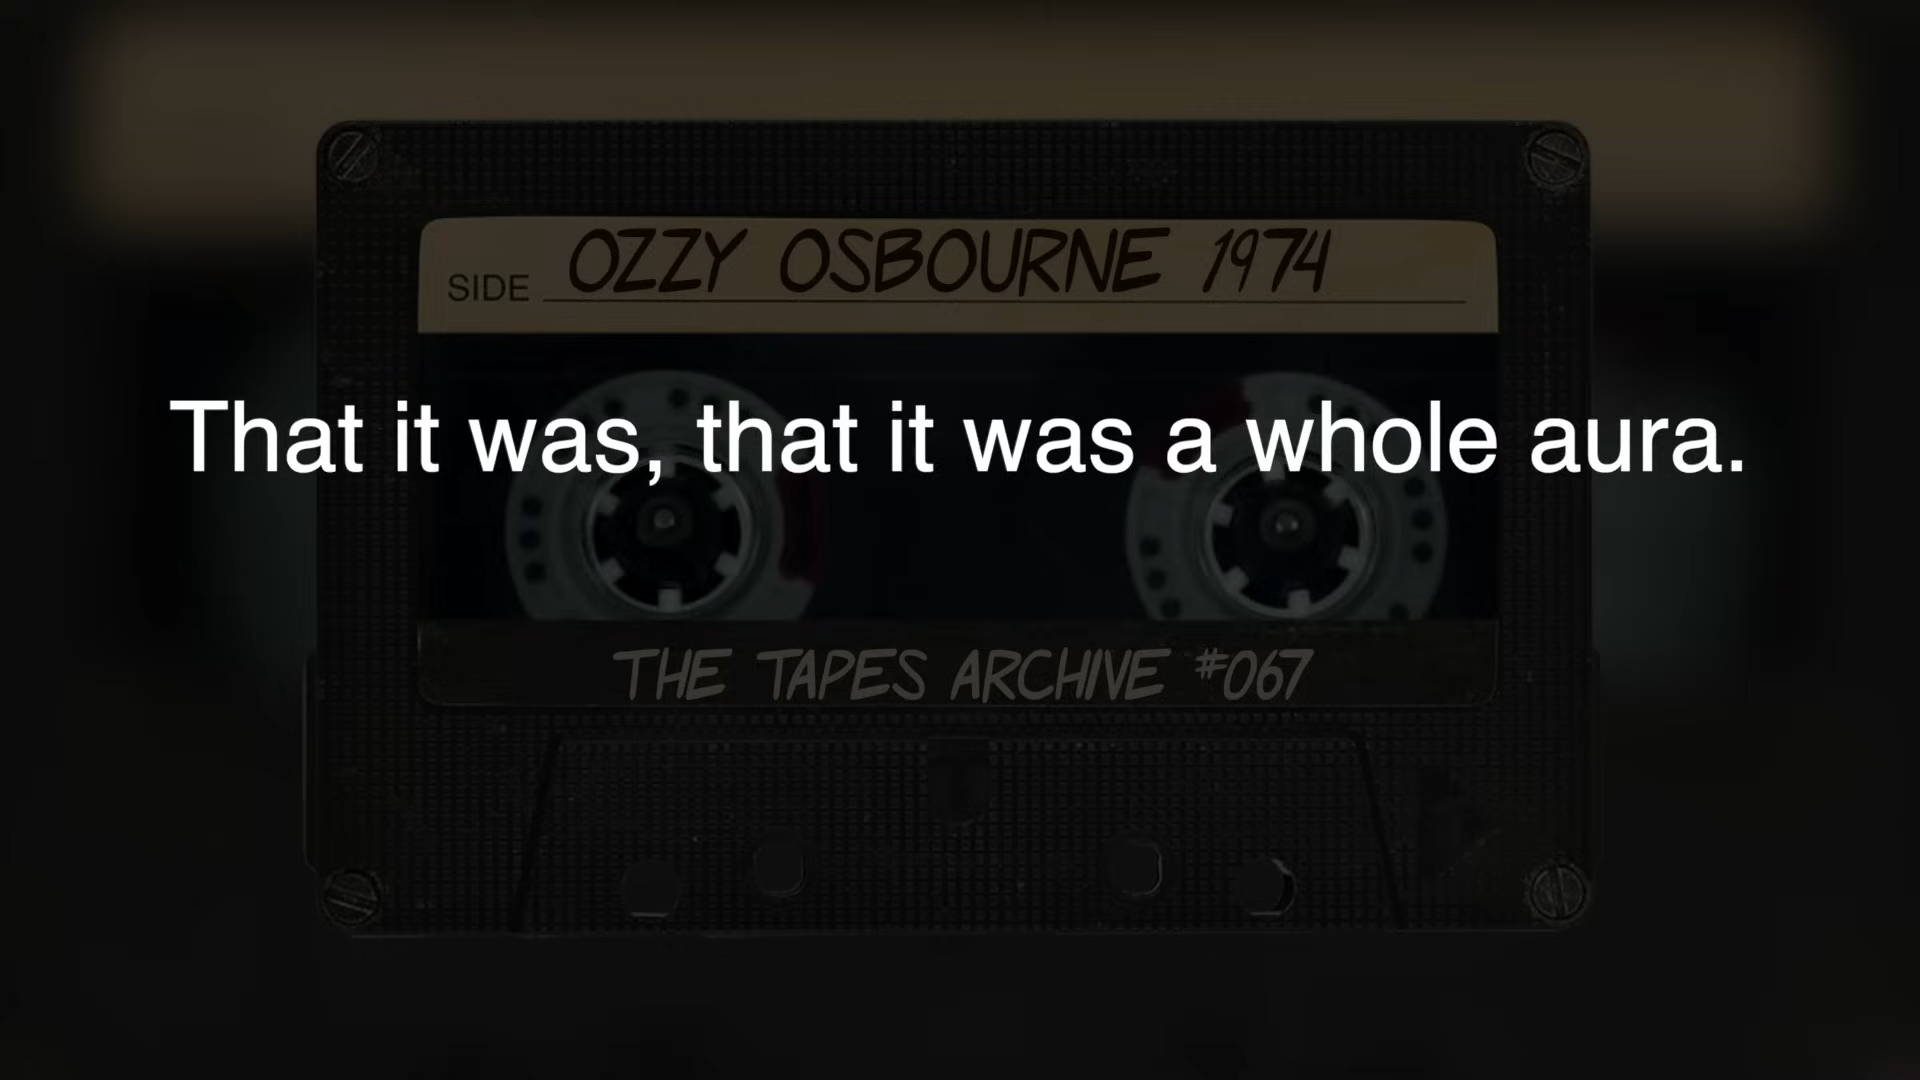 SIDE OZZY OSBOURNE 1974
That it was, that it was a whole aura.
THE TAPES ARCHIVE #067